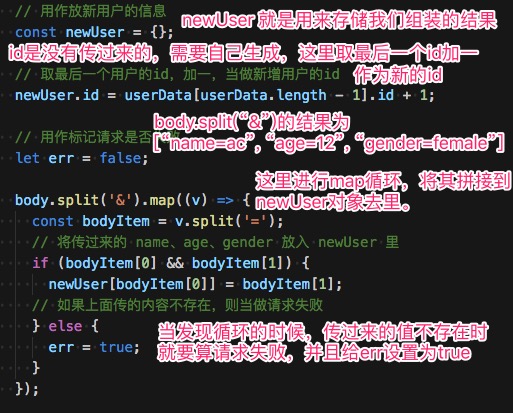 // 用作放新用户的信息
newUser 就是用来存储我们组装的结果
const newUser = {};
id是没有传过来的，需要自己生成，这里取最后一个id加一
// 取最后一个用户的id，加一，当做新增用户的id
作为新的id
newUser.id = userData[userData.length - 1].id + 1;
body.split(“&”)的结果为
// 用作标记请求是否
[“name=ac”,“age=12”,“gender=female”]
let err = false;
这里进行map循环，将其拼接到
body.split('&').map((v) => {
newUser对象去里。
const bodyItem = v.split('=');
// 将传过来的 name、age、gender 放入 newUser 里
if (bodyItem[0] && bodyItem[1]) {
newUser[bodyItem[0]] = bodyItem[1];
// 如果上面传的内容不存在，则当做请求失败
} else {
当发现循环的时候，传过来的值不存在时
err = true;
就要算请求失败，并且给err设置为true
}
});